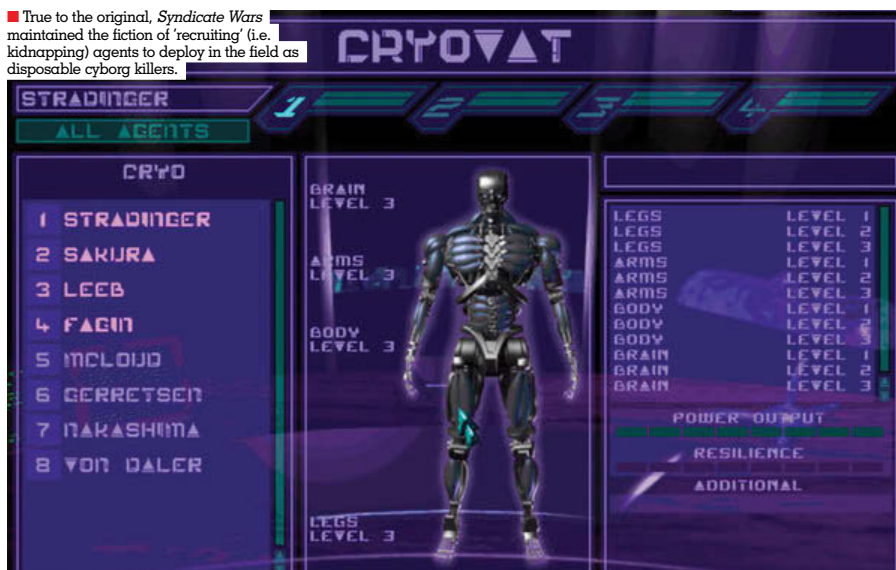 True to the original, Syndicate Wars
maintained the fiction of 'recruiting' (i.e.
kidnapping) agents to deploy in the field as
disposable cyborg killers.
CRYOVAT
STRADINGER
1
2
3
4
ALL AGENTS
CRYO
1 STRADINGER
2 SAKURA
3 LEEB
4 FAGIN
5 MCLOUD
6 GERRETSEN
7 NAKASHIMA
8 VON DALER
BRAIN
LEVEL 3
ARMS
LEVEL 3
BODY
LEVEL 3
LEGS
LEVEL 3
LEGS LEVEL 1
LEGS LEVEL 2
LEGS LEVEL 3
ARMS LEVEL 1
ARMS LEVEL 2
ARMS LEVEL 3
BODY LEVEL 1
BODY LEVEL 2
BODY LEVEL 3
BRAIN LEVEL 1
BRAIN LEVEL 2
BRAIN LEVEL 3
POWER OUTPUT
RESILIENCE
ADDITIONAL